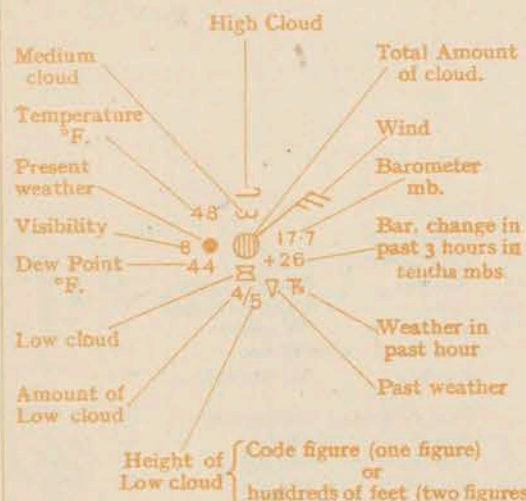 High Cloud
Medium
cloud
Total Amount
of cloud.
Temperature
°F.
Wind
Present
weather
Barometer
mb.
48
Visibility
8
17.7
Bar. change in
past 3 hours in
tenths mbs.
+26
Dew Point
°F.
44
4/5
Low cloud
Weather in
past hour
Amount of
Low cloud
Past weather
Height of
Low cloud
Code figure (one figure)
or
hundreds of feet (two figures